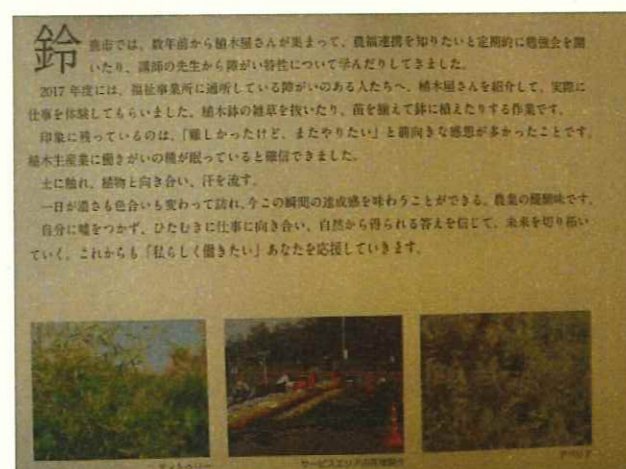 鈴鹿市では、数年前から植木屋さんが集まって、農福連携を知りたいと定期的に勉強会を開
いたり、講師の先生から障がい特性について学んだりしてきました。
2017年度には、福祉事業所に通所している障がいのある人たちへ、植木屋さんを紹介して、実際に
仕事を体験してもらいました。植木鉢の雑草を抜いたり、苗を揃えて鉢に植えたりする作業です。
印象に残っているのは、「難しかったけど、またやりたい」と前向きな感想が多かったことです。
植木生産業に働きがいの種が眠っていると確信できました。
土に触れ、植物と向き合い、汗を流す。
一日が濃さも色合いも変わって訪れ、今この瞬間の達成感を味わうことができる。農業の醍醐味です。
自分に嘘をつかず、ひたむきに仕事に向き合い、自然から得られる答えを信じて、未来を切り拓い
ていく。これからも「私らしく働きたい」あなたを応援していきます。
アベリア